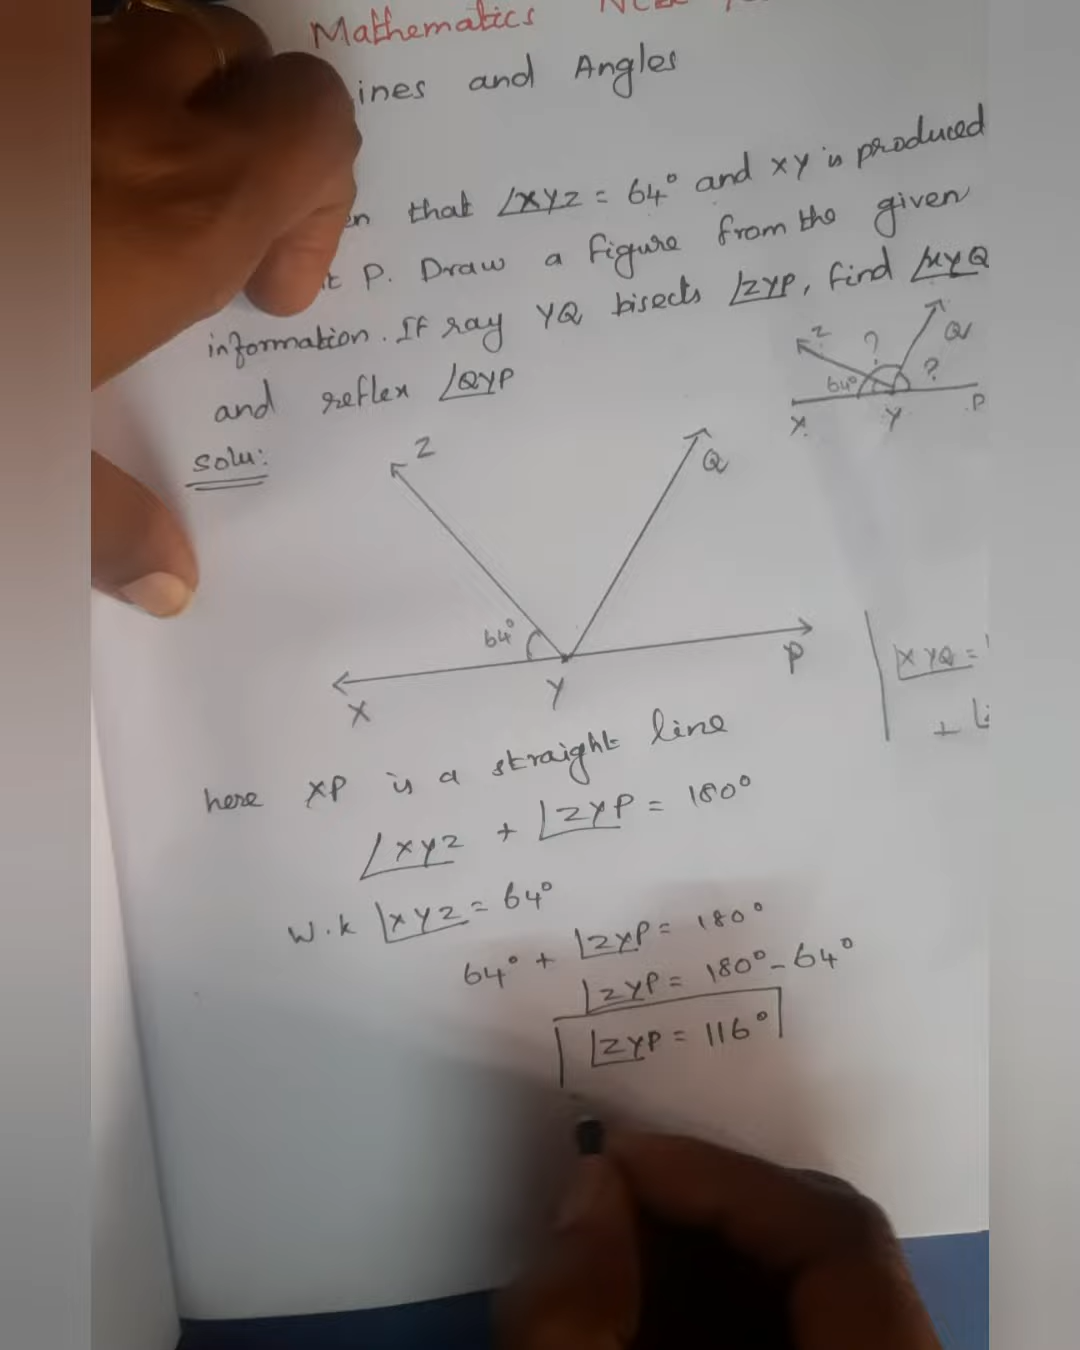 Mathematics
ines and Angles
en that ∠XYZ = 64° and XY is produced
t P. Draw a figure from the given
information. If ray YQ bisects ∠ZYP, find ∠XYQ
and reflex ∠QYP
Z ? Q
64° ?
X Y P
Solu:
Z Q
64°
X Y P
∠XYQ =
+
here XP is a straight line
∠XYZ + ∠ZYP = 180°
W.K ∠XYZ = 64°
64° + ∠ZYP = 180°
∠ZYP = 180° - 64°
∠ZYP = 116°